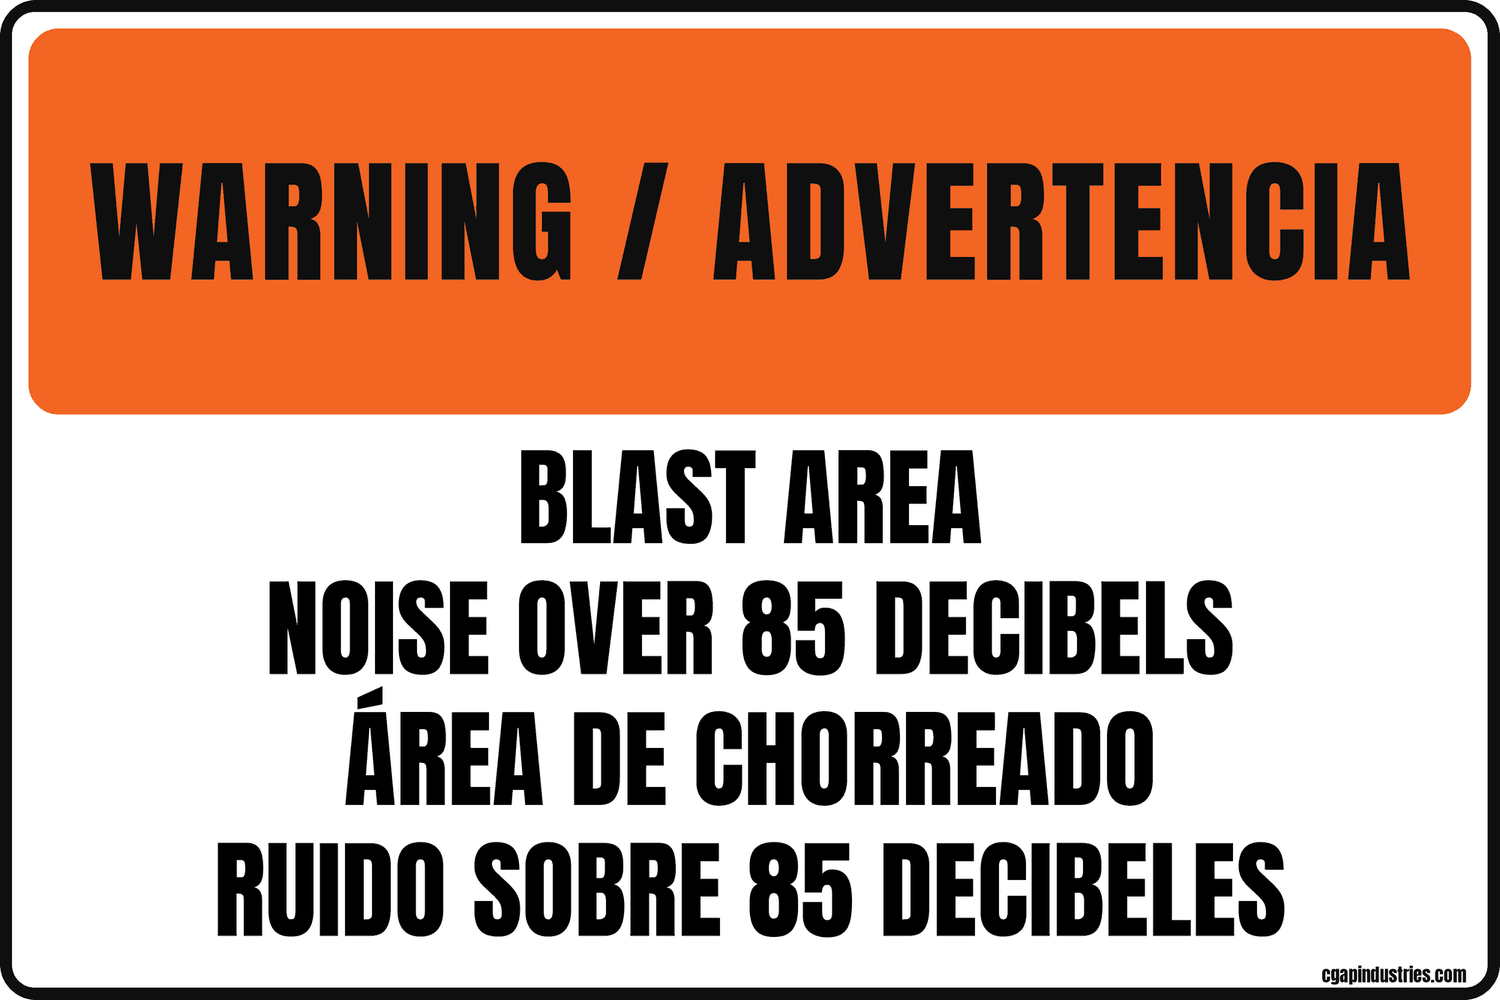 WARNING / ADVERTENCIA
BLAST AREA
NOISE OVER 85 DECIBELS
ÁREA DE CHORREADO
RUIDO SOBRE 85 DECIBELES
cgapindustries.com